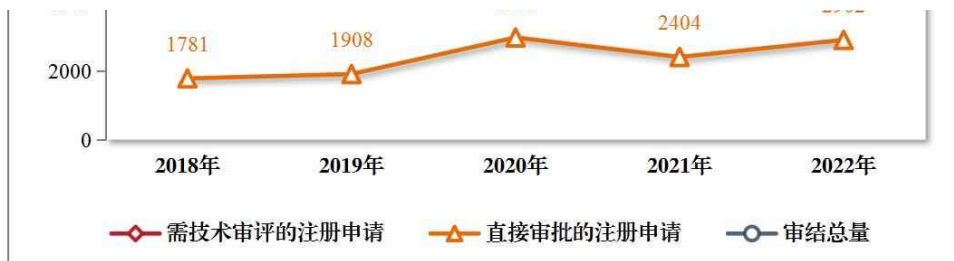 1781
1908
2404
2000
0
2018年
2019年
2020年
2021年
2022年
需技术审评的注册申请
直接审批的注册申请
审结总量